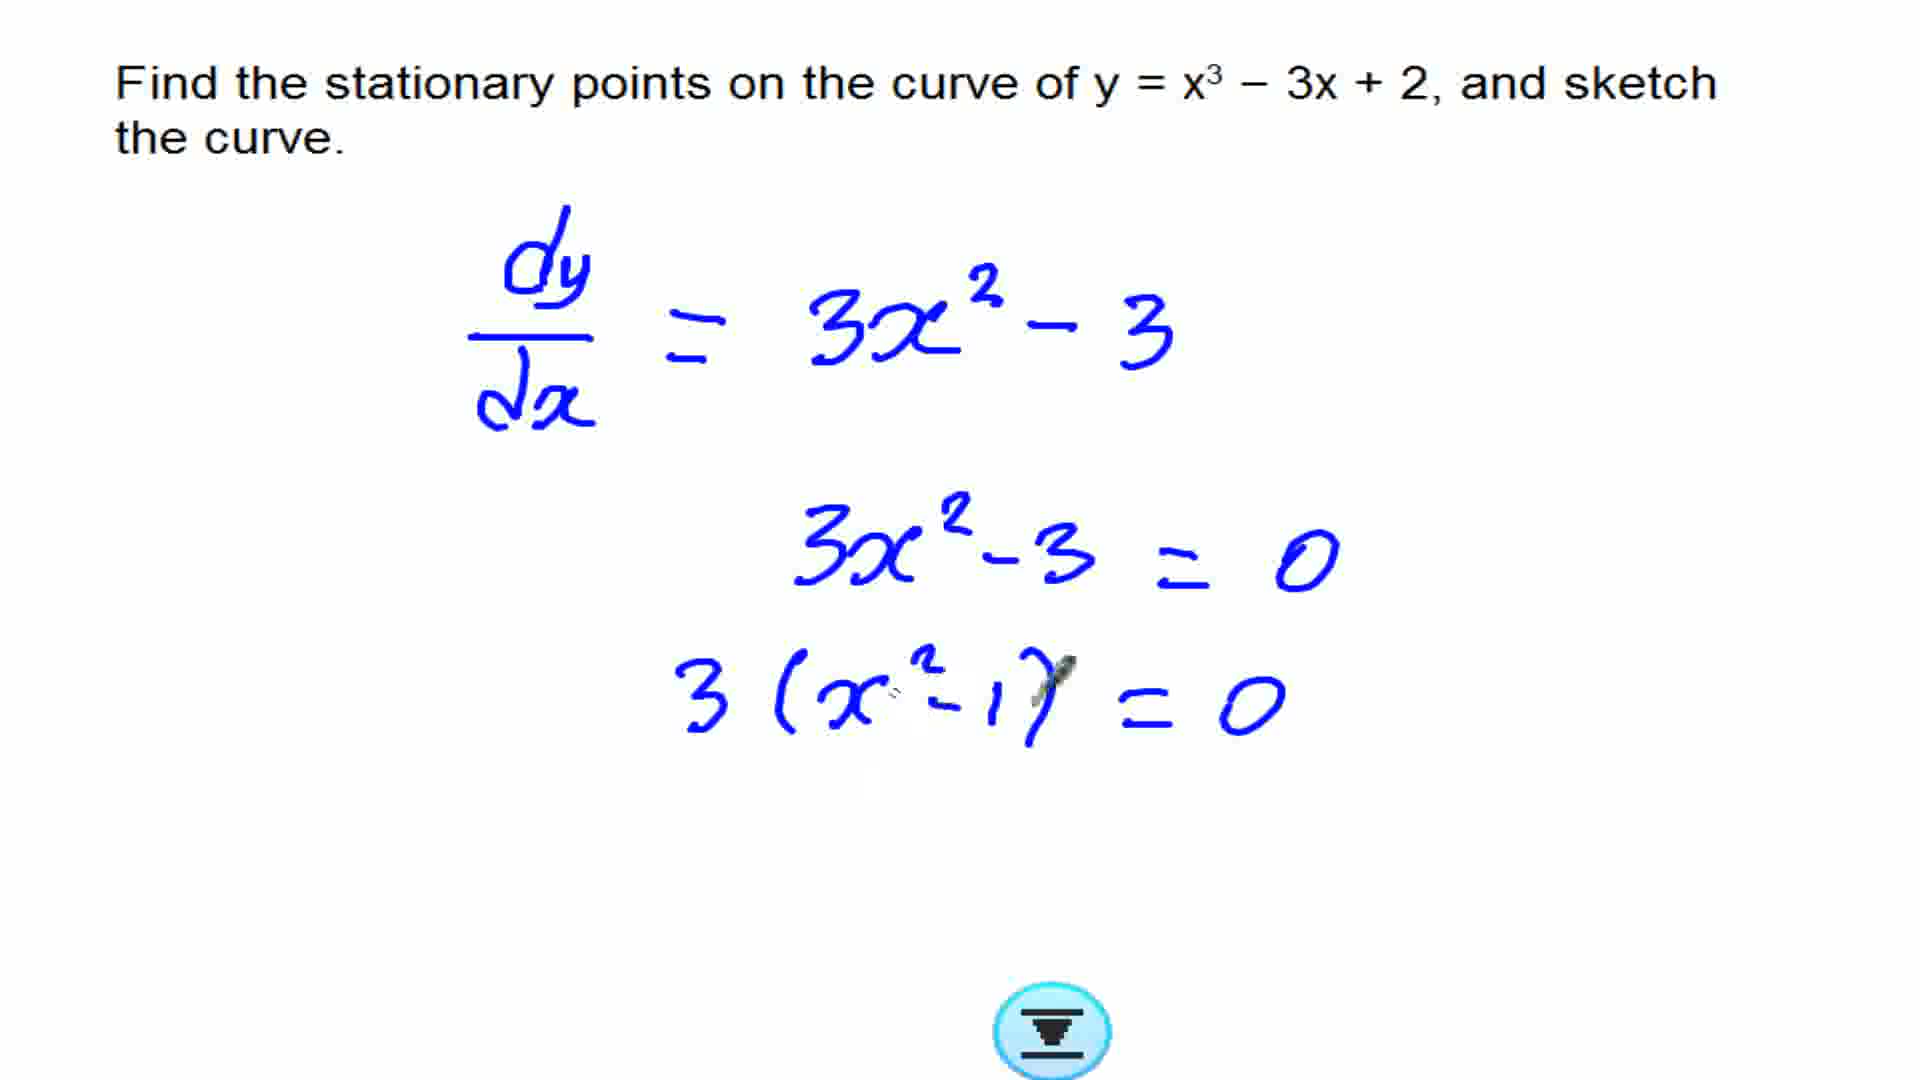 Find the stationary points on the curve of y = x³ – 3x + 2, and sketch
the curve.
dy/dx = 3x² - 3
3x² - 3 = 0
3 (x² - 1) = 0